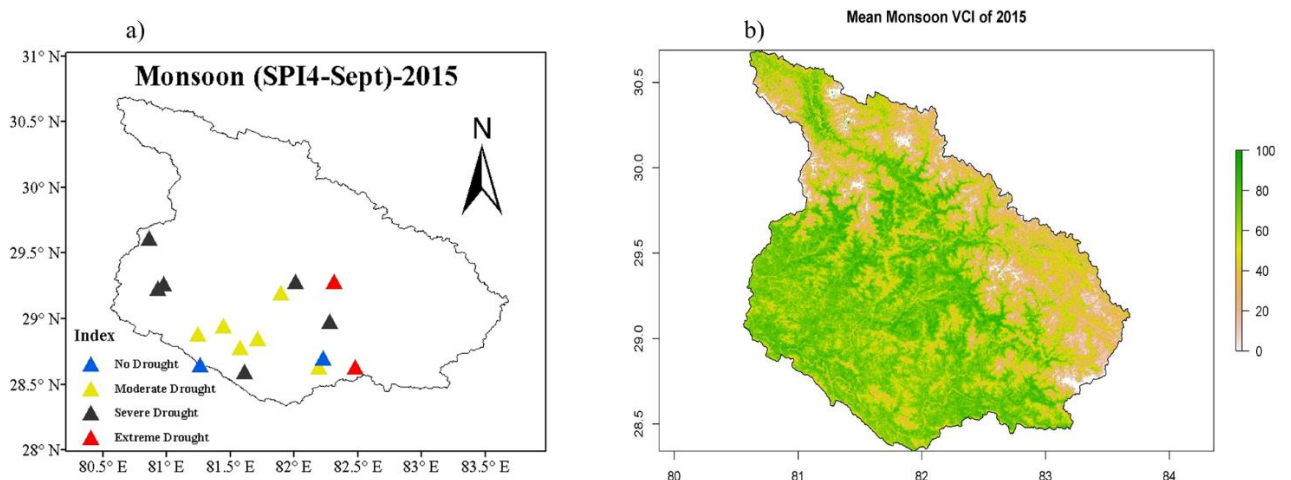 a)
Monsoon (SPI4-Sept)-2015
31° N
30.5° N
30° N
29.5° N
29° N
28.5° N
28° N
N
Index
No Drought
Moderate Drought
Severe Drought
Extreme Drought
80.5° E 81° E 81.5° E 82° E 82.5° E 83° E 83.5° E
b)
Mean Monsoon VCI of 2015
30.5
30.0
29.5
29.0
28.5
80 81 82 83 84
100
80
60
40
20
0